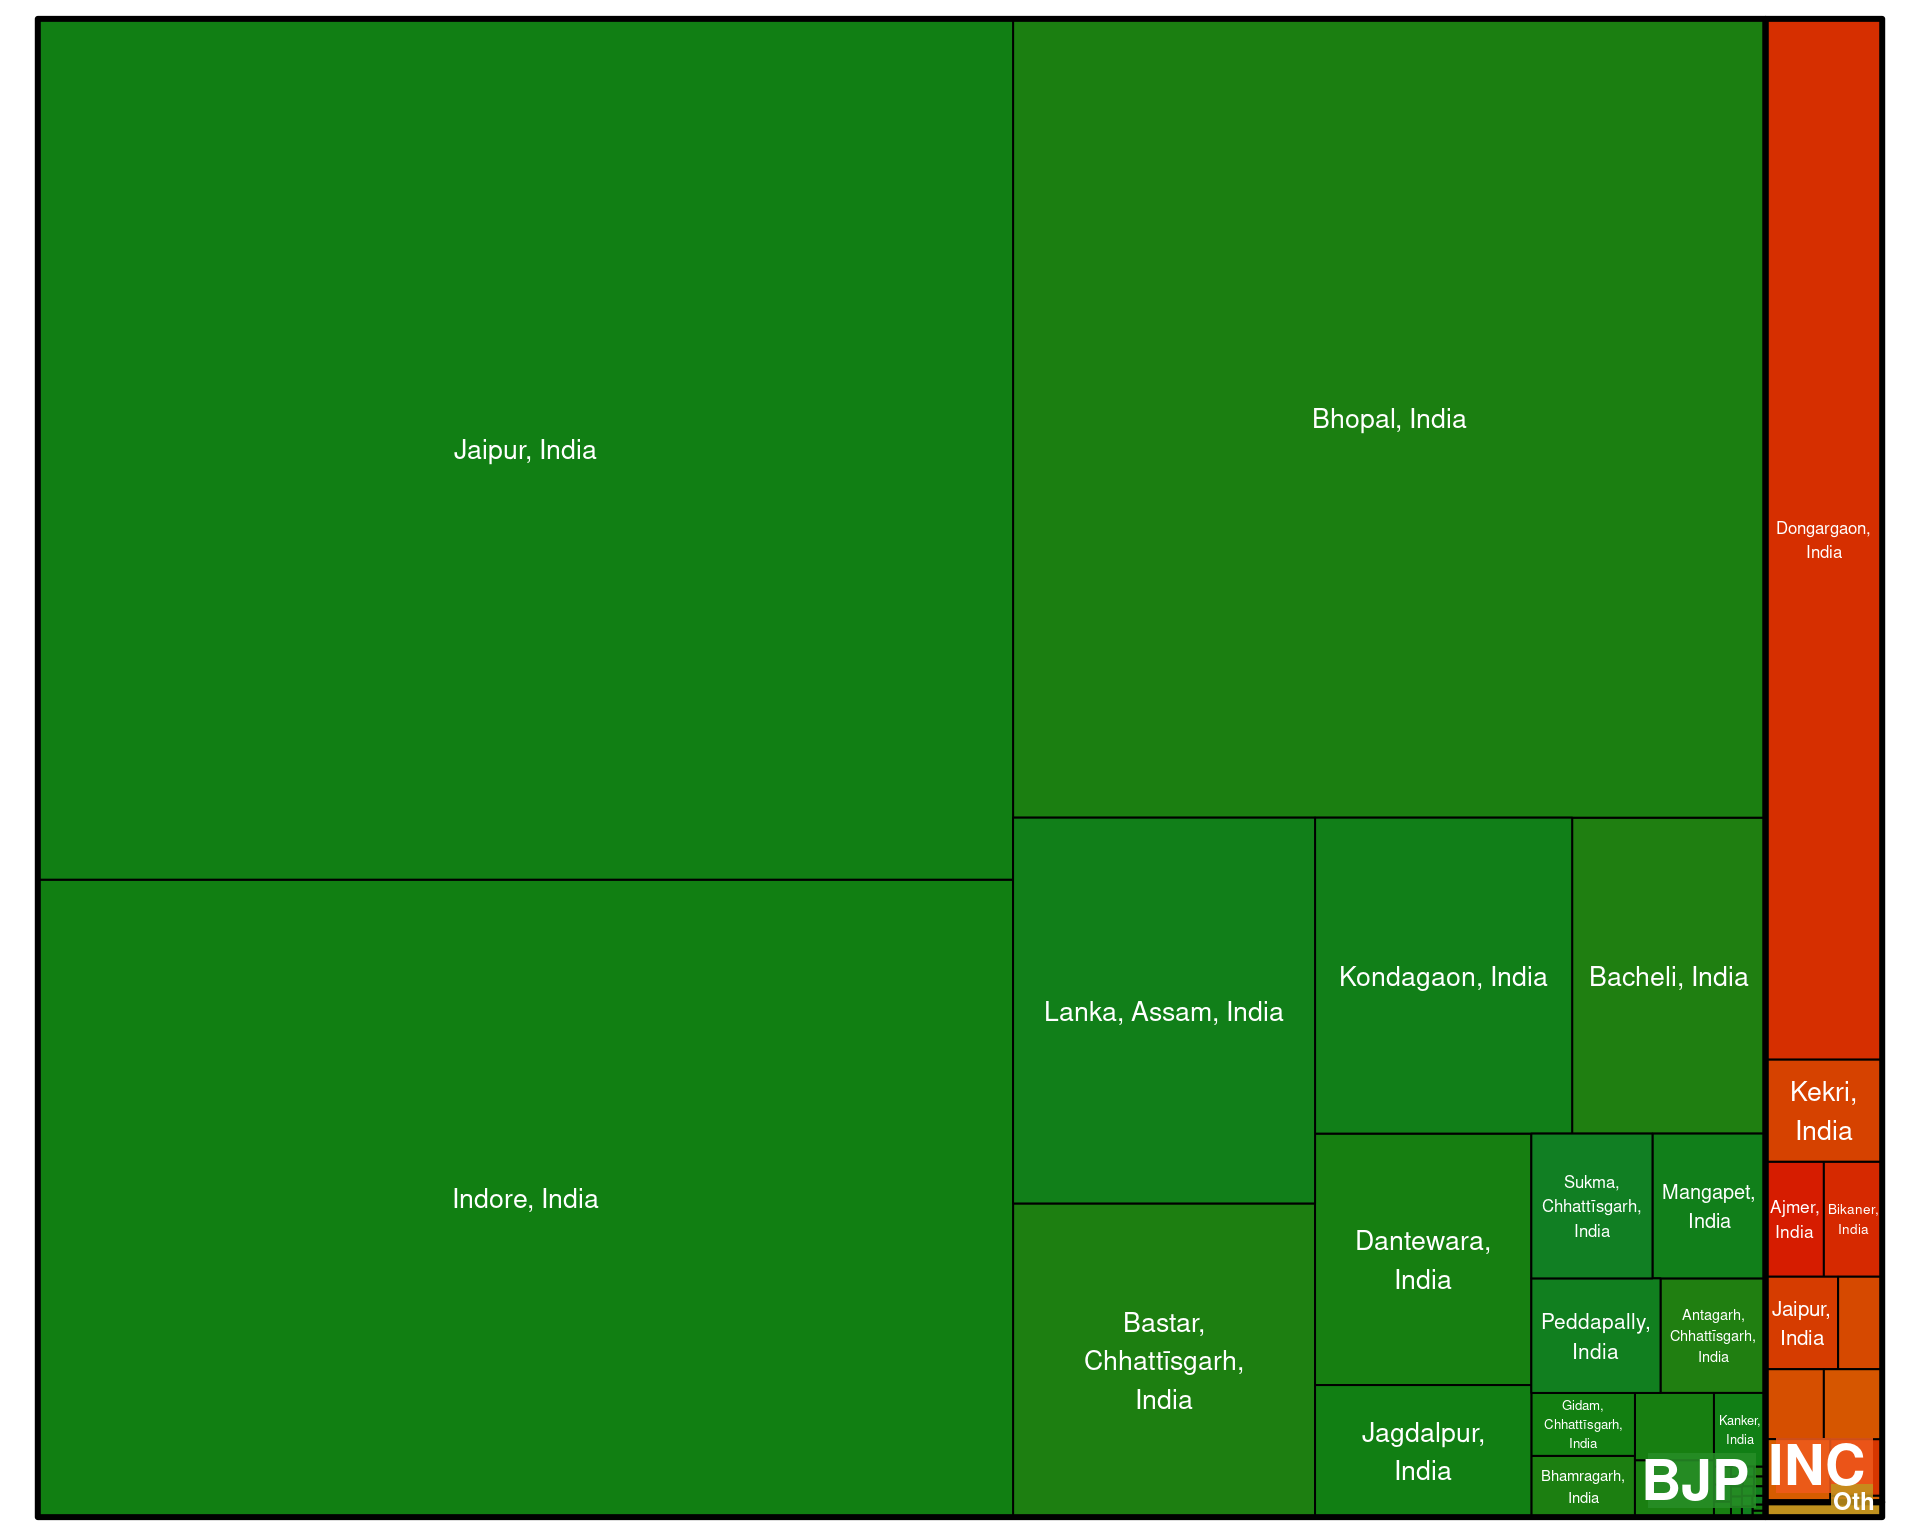 Jaipur, India
Bhopal, India
Dongargaon,
India
Indore, India
Lanka, Assam, India
Kondagaon, India
Bacheli, India
Kekri,
India
Bastar,
Chhattīsgarh,
India
Dantewara,
India
Sukma,
Chhattīsgarh,
India
Mangapet,
India
Ajmer,
India
Bikaner,
India
Peddapally,
India
Antagarh,
Chhattīsgarh,
India
Jaipur,
India
Jagdalpur,
India
Gidam,
Chhattīsgarh,
India
Kanker,
India
Bhamragarh,
India
BJP
INC
Oth